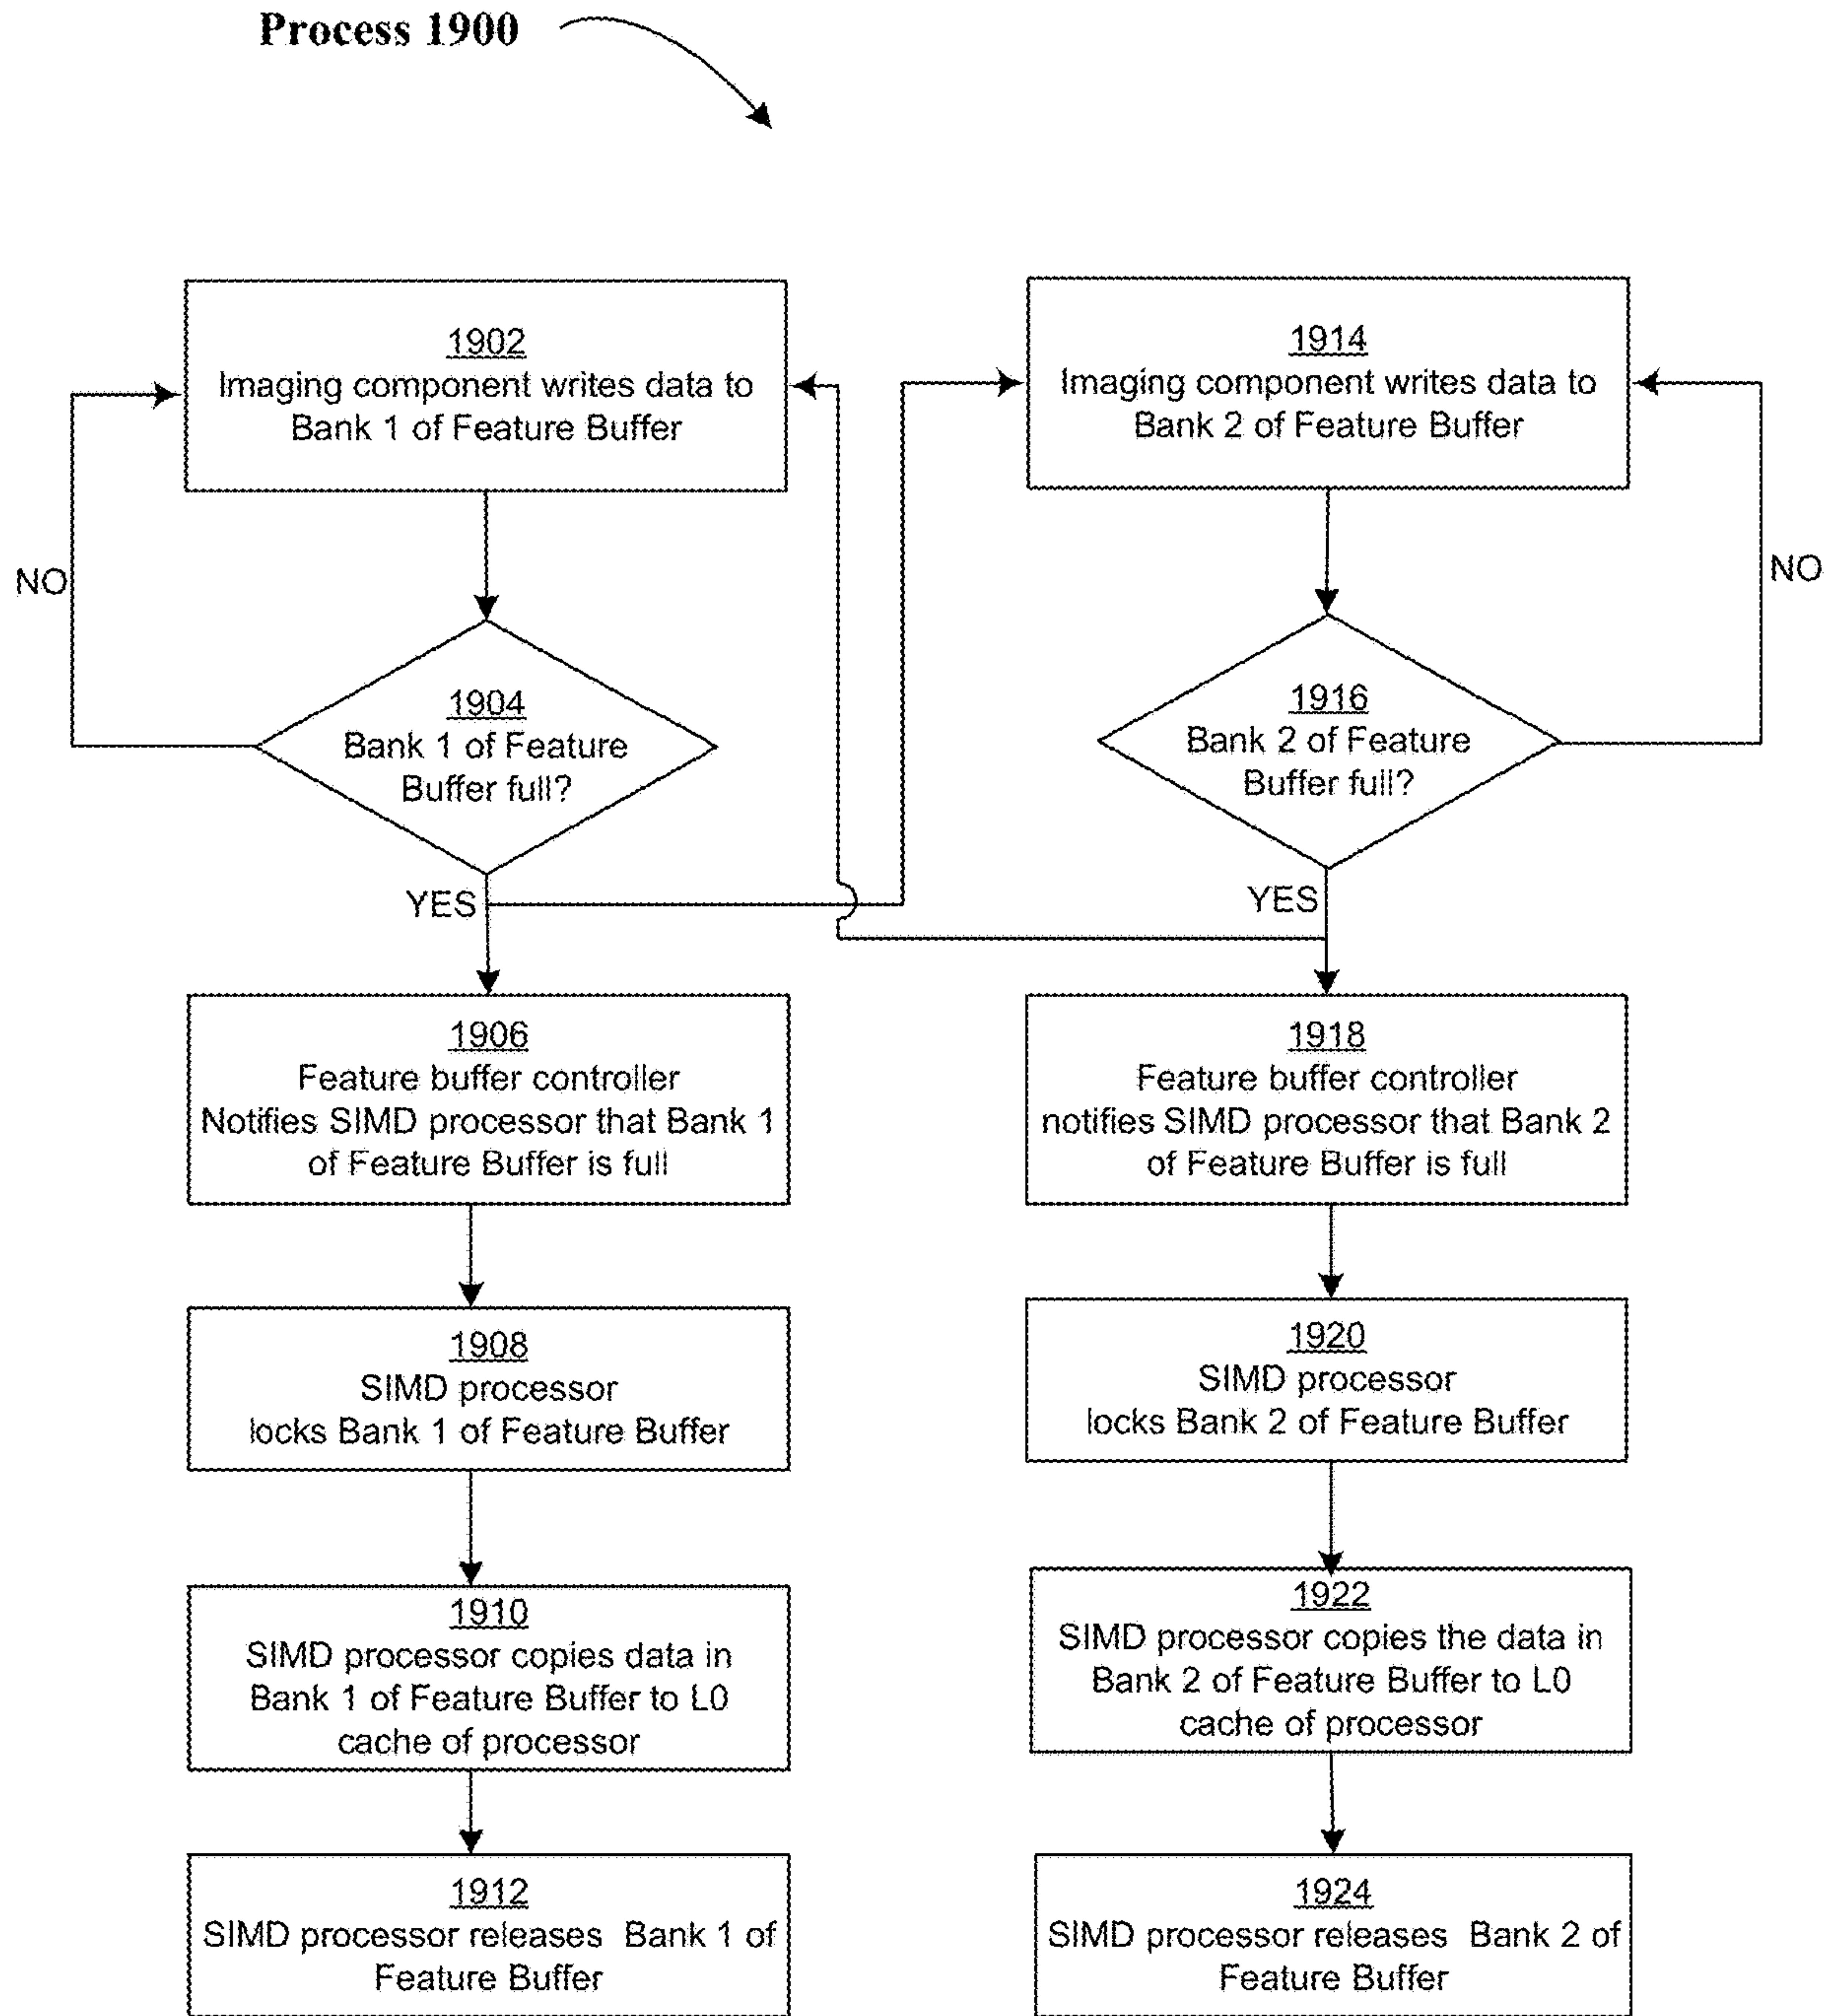 Process 1900
1902
Imaging component writes data to
Bank 1 of Feature Buffer
NO
1904
Bank 1 of Feature
Buffer full?
YES
1906
Feature buffer controller
Notifies SIMD processor that Bank 1
of Feature Buffer is full
1908
SIMD processor
locks Bank 1 of Feature Buffer
1910
SIMD processor copies data in
Bank 1 of Feature Buffer to L0
cache of processor
1912
SIMD processor releases Bank 1 of
Feature Buffer
1914
Imaging component writes data to
Bank 2 of Feature Buffer
NO
1916
Bank 2 of Feature
Buffer full?
YES
1918
Feature buffer controller
notifies SIMD processor that Bank 2
of Feature Buffer is full
1920
SIMD processor
locks Bank 2 of Feature Buffer
1922
SIMD processor copies the data in
Bank 2 of Feature Buffer to L0
cache of processor
1924
SIMD processor releases Bank 2 of
Feature Buffer